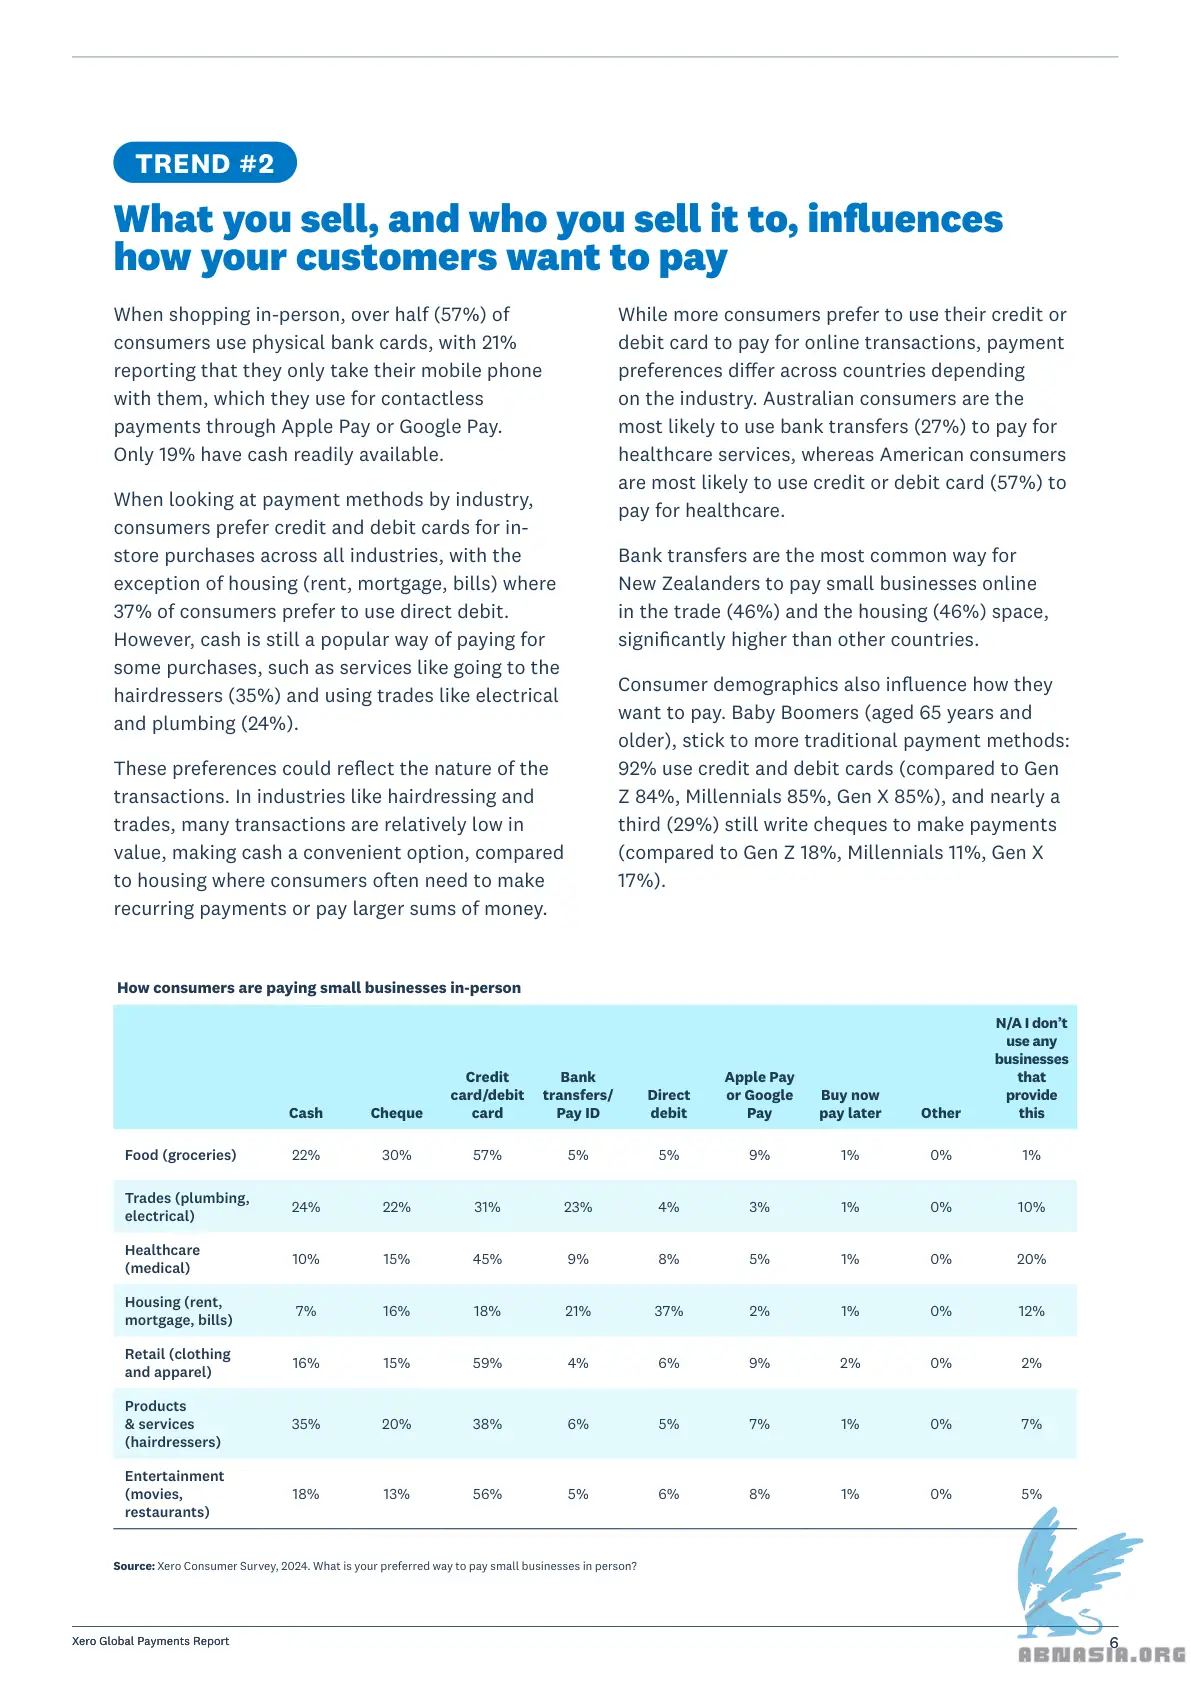 TREND #2
What you sell, and who you sell it to, influences
how your customers want to pay
When shopping in-person, over half (57%) of
consumers use physical bank cards, with 21%
reporting that they only take their mobile phone
with them, which they use for contactless
payments through Apple Pay or Google Pay.
Only 19% have cash readily available.
When looking at payment methods by industry,
consumers prefer credit and debit cards for in-
store purchases across all industries, with the
exception of housing (rent, mortgage, bills) where
37% of consumers prefer to use direct debit.
However, cash is still a popular way of paying for
some purchases, such as services like going to the
hairdressers (35%) and using trades like electrical
and plumbing (24%).
These preferences could reflect the nature of the
transactions. In industries like hairdressing and
trades, many transactions are relatively low in
value, making cash a convenient option, compared
to housing where consumers often need to make
recurring payments or pay larger sums of money.
While more consumers prefer to use their credit or
debit card to pay for online transactions, payment
preferences differ across countries depending
on the industry. Australian consumers are the
most likely to use bank transfers (27%) to pay for
healthcare services, whereas American consumers
are most likely to use credit or debit card (57%) to
pay for healthcare.
Bank transfers are the most common way for
New Zealanders to pay small businesses online
in the trade (46%) and the housing (46%) space,
significantly higher than other countries.
Consumer demographics also influence how they
want to pay. Baby Boomers (aged 65 years and
older), stick to more traditional payment methods:
92% use credit and debit cards (compared to Gen
Z 84%, Millennials 85%, Gen X 85%), and nearly a
third (29%) still write cheques to make payments
(compared to Gen Z 18%, Millennials 11%, Gen X
17%).
How consumers are paying small businesses in-person
N/A I don't
use any
businesses
Credit Bank Apple Pay that
card/debit transfers/ Direct or Google Buy now provide
Cash Cheque card Pay ID debit Pay pay later Other this
Food (groceries) 22% 30% 57% 5% 5% 9% 1% 0% 1%
Trades (plumbing,
electrical) 24% 22% 31% 23% 4% 3% 1% 0% 10%
Healthcare
(medical) 10% 15% 45% 9% 8% 5% 1% 0% 20%
Housing (rent,
mortgage, bills) 7% 16% 18% 21% 37% 2% 1% 0% 12%
Retail (clothing
and apparel) 16% 15% 59% 4% 6% 9% 2% 0% 2%
Products
& services 35% 20% 38% 6% 5% 7% 1% 0% 7%
(hairdressers)
Entertainment
(movies, 18% 13% 56% 5% 6% 8% 1% 0% 5%
restaurants)
Source: Xero Consumer Survey, 2024. What is your preferred way to pay small businesses in person?
Xero Global Payments Report 6
ABNASIA.ORG